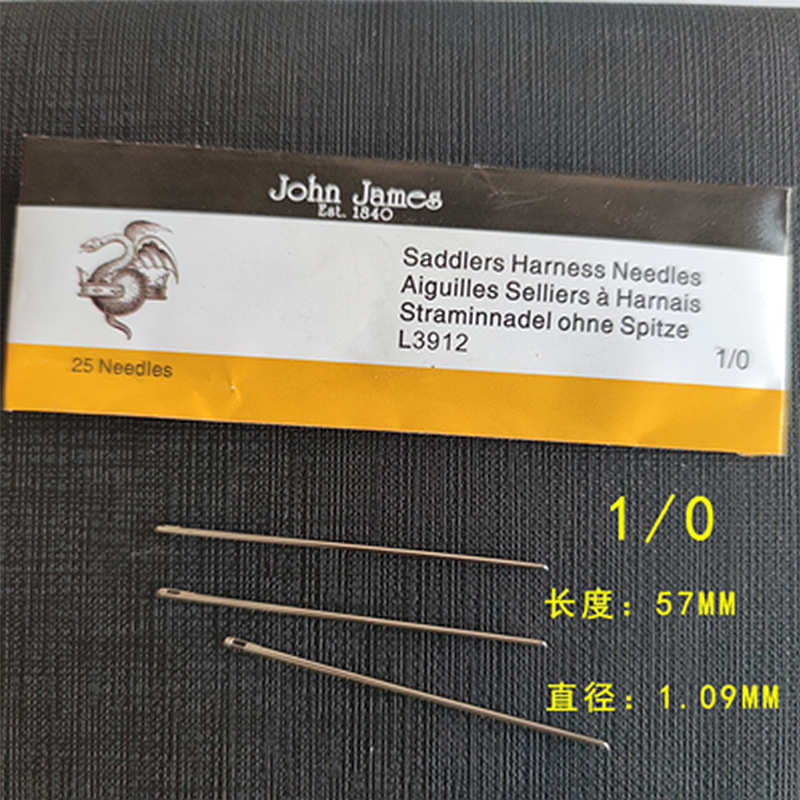 John James
Est. 1840
Saddlers Harness Needles
Aiguilles Selliers à Harnais
Straminnadel ohne Spitze
L3912
1/0
25 Needles
1/0
长度：57MM
直径：1.09MM